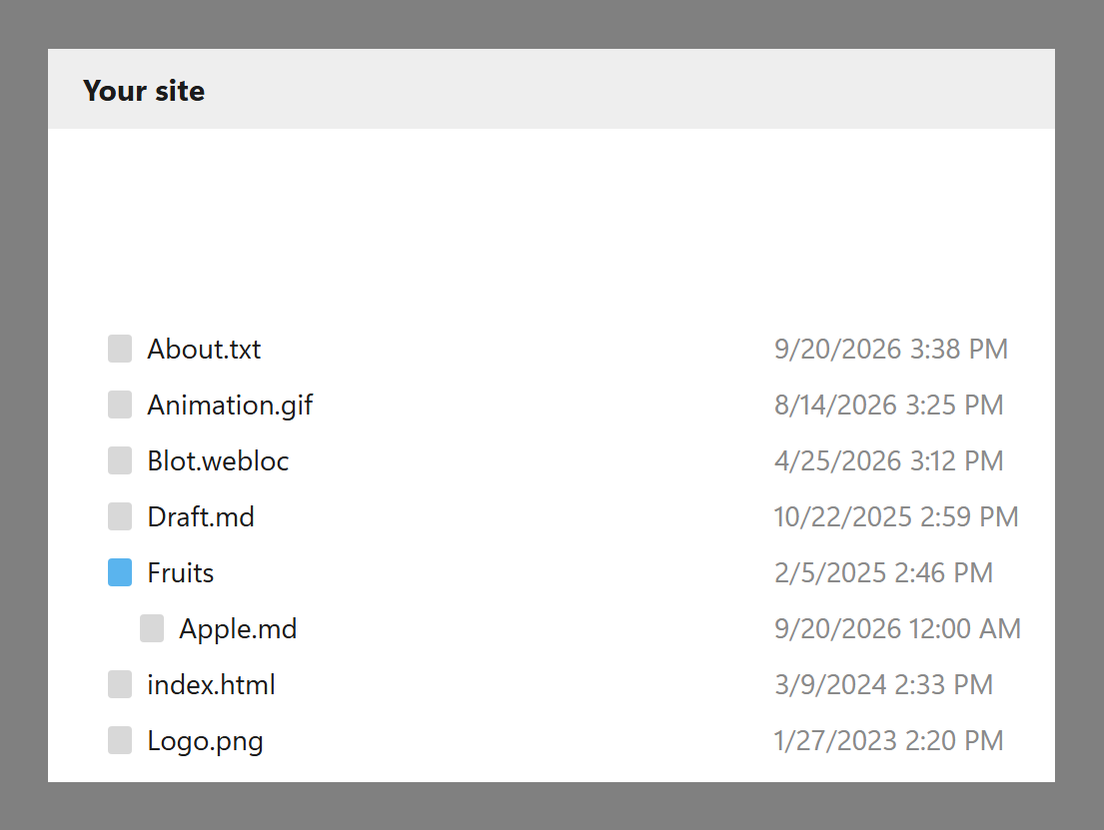 Your site
About.txt 9/20/2026 3:38 PM
Animation.gif 8/14/2026 3:25 PM
Blot.webloc 4/25/2026 3:12 PM
Draft.md 10/22/2025 2:59 PM
Fruits 2/5/2025 2:46 PM
Apple.md 9/20/2026 12:00 AM
index.html 3/9/2024 2:33 PM
Logo.png 1/27/2023 2:20 PM